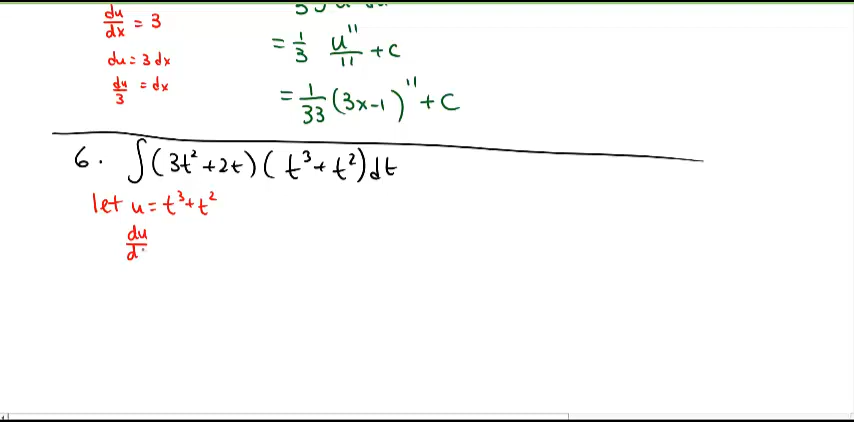 du/dx = 3
du = 3 dx
du/3 = dx
= 1/3 u^11/11 + c
= 1/33 (3x-1)^11 + C
6. ∫(3t²+2t)(t³+t²)dt
let u = t³+t²
du/d